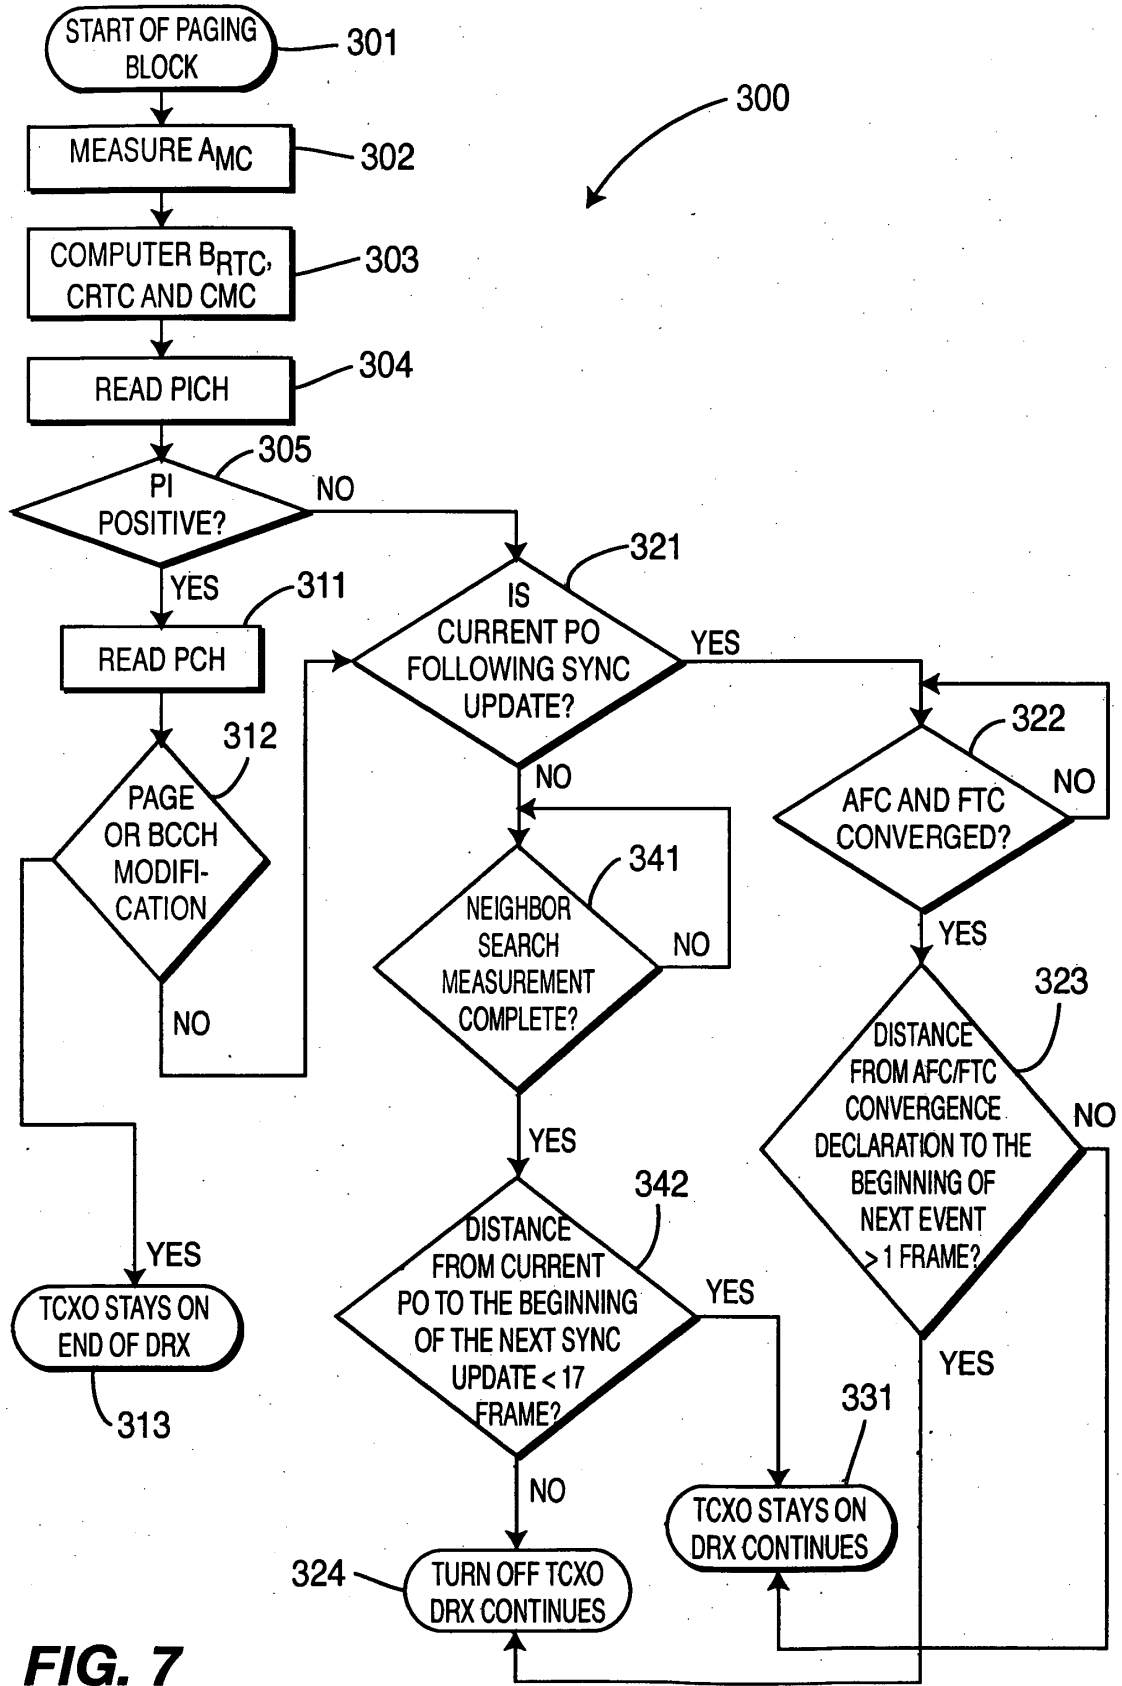 START OF PAGING
BLOCK
301
300
MEASURE AMC
302
COMPUTER BRTC,
CRTC AND CMC
303
READ PICH
304
305
PI
POSITIVE?
NO
YES
READ PCH
311
321
IS
CURRENT PO
FOLLOWING SYNC
UPDATE?
YES
NO
312
PAGE
OR BCCH
MODIFI-
CATION
NO
YES
TCXO STAYS ON
END OF DRX
313
322
AFC AND FTC
CONVERGED?
NO
YES
341
NEIGHBOR
SEARCH
MEASUREMENT
COMPLETE?
NO
YES
323
DISTANCE
FROM AFC/FTC
CONVERGENCE
DECLARATION TO THE
BEGINNING OF
NEXT EVENT
> 1 FRAME?
NO
YES
342
DISTANCE
FROM CURRENT
PO TO THE BEGINNING
OF THE NEXT SYNC
UPDATE < 17
FRAME?
YES
NO
331
TCXO STAYS ON
DRX CONTINUES
324
TURN OFF TCXO
DRX CONTINUES
FIG. 7